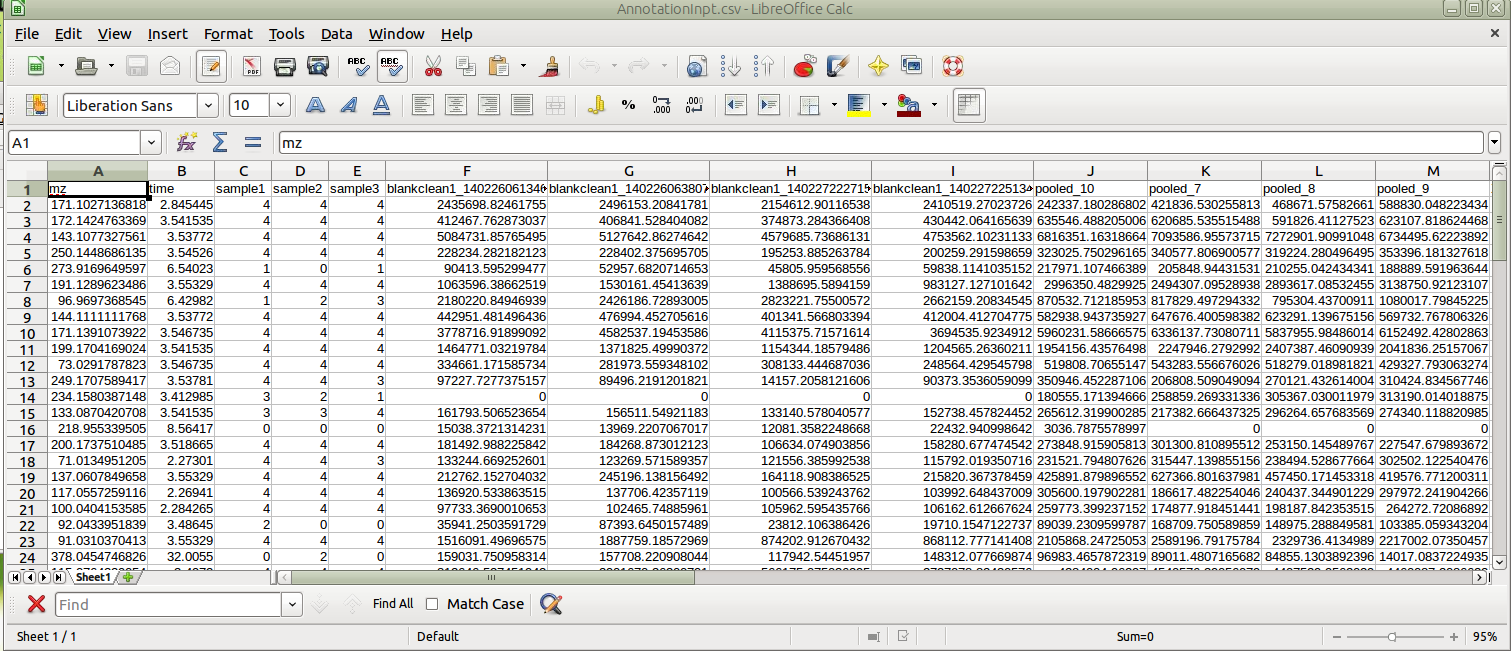 AnnotationInpt.csv - LibreOffice Calc
File Edit View Insert Format Tools Data Window Help
Liberation Sans 10
A1 mz
A B C D E F G H I J K L M
1 mz time sample1 sample2 sample3 blankclean1_14022606134 blankclean1_14022606380 blankclean1_14022722271 blankclean1_14022722513 pooled_10 pooled_7 pooled_8 pooled_9
2 171.1027136818 2.845445 4 4 4 2435698.82461755 2496153.20841781 2154612.90116538 2410519.27023726 242337.180286802 421836.530255813 468671.57582661 588830.048223434
3 172.1424763369 3.541535 4 4 4 412467.762873037 406841.528404082 374873.284366408 430442.064165639 635546.488205006 620685.535515488 591826.41127523 623107.818624468
4 143.1077327561 3.53772 4 4 4 5084731.85765495 5127642.86274642 4579685.73686131 4753562.10231133 6816351.16318664 7093586.95573715 7272901.90991048 6734495.62223892
5 250.1448686135 3.54526 4 4 4 228234.282182123 228402.375695705 195253.885263784 200259.291598659 323025.750296165 340577.806900577 319224.280496495 353396.181327618
6 273.9169649597 6.54023 1 0 1 90413.595299477 52957.6820714653 45805.959568556 59838.1141035152 217971.107466389 205848.94431531 210255.042434341 188889.591963644
7 191.1289623486 3.55329 4 4 4 1063596.38662519 1530161.45413639 1388695.5894159 983127.127101642 2996350.4829925 2494307.09528938 2893617.08532455 3138750.92123107
8 96.9697368545 6.42982 1 2 3 2180220.84946939 2426186.72893005 2823221.75500572 2662159.20834545 870532.712185953 817829.497294332 795304.43700911 1080017.79845225
9 144.1111111768 3.53772 4 4 4 442951.481496436 476994.452705616 401341.566803394 412004.412704775 582938.943735927 647676.400598382 623291.139675156 569732.767806326
10 171.1391073922 3.546735 4 4 4 3778716.91899092 4582537.19453586 4115375.71571614 3694535.9234912 5960231.58666575 6336137.73080711 5837955.98486014 6152492.42802863
11 199.1704169024 3.541535 4 4 4 1464771.03219784 1371825.49990372 1154344.18579486 1204565.26360211 1954156.43576498 2247946.2792992 2407387.46090939 2041836.25157067
12 73.0291787823 3.546735 4 4 4 334661.171585734 281973.559348102 308133.444687036 248564.429545798 519808.70655147 543283.556676026 518279.018981821 429327.793063274
13 249.1707589417 3.53781 4 4 3 97227.7277375157 89496.2191201821 14157.2058121606 90373.3536059099 350946.452287106 206808.509049094 270121.432614001 310424.834567746
14 234.1580387148 3.412985 3 2 1 0 0 0 0 180555.171394666 258859.269331336 305367.030011979 313190.014018875
15 133.0870420708 3.541535 3 3 4 161793.506523654 156511.54921183 133140.578040577 152738.457824452 265612.319900285 217382.666437325 296264.657683569 274340.118820985
16 218.955339505 8.56417 0 0 0 15038.3721314231 13969.2207067017 12081.3582248668 22432.940998642 3036.7875578997 0 0 0
17 200.1737510485 3.518665 4 4 4 181492.988225842 184268.873012123 106634.074903856 158280.677474542 273848.915905813 301300.810895512 253150.145489767 227547.679893672
18 71.0134951205 2.27301 4 4 3 133244.669252601 123269.571589357 121556.385992538 115792.019350716 231521.794807626 315447.139855156 238494.528677664 302502.122540476
19 137.0607849658 3.55329 4 4 4 212762.152704032 245196.138156492 164118.908386525 215820.367378459 425891.879896552 627366.801637981 457450.171453318 419576.771200311
20 117.0557259116 2.26941 4 4 4 136920.533863515 137706.42357119 100566.539243762 103992.648437009 305600.197902281 186617.482254046 240437.344901229 297972.241904266
21 100.0404153585 2.284265 4 4 4 97733.3690010653 102465.74885961 105962.595435766 106162.612667624 259773.399237152 174877.918451441 198187.842353515 264272.72086892
22 92.0433951839 3.48645 2 0 0 35941.2503591729 87393.6450157489 23812.106386426 19710.1547122737 89039.2309599787 168709.750589859 148975.288849581 103385.059343204
23 91.0310370413 3.55329 4 4 4 1516091.49696575 1887759.18572969 874202.912670432 868112.777141408 2105868.24725053 2589196.79175784 2329736.4134989 2217002.07350457
24 378.0454746826 32.0055 0 2 0 159031.750958314 157708.220908044 117942.54451957 148312.077669874 96983.4657872319 89011.4807165682 84855.1303892396 14017.0837224935
Sheet1
Find Find All Match Case
Sheet 1 / 1 Default Sum=0 95%